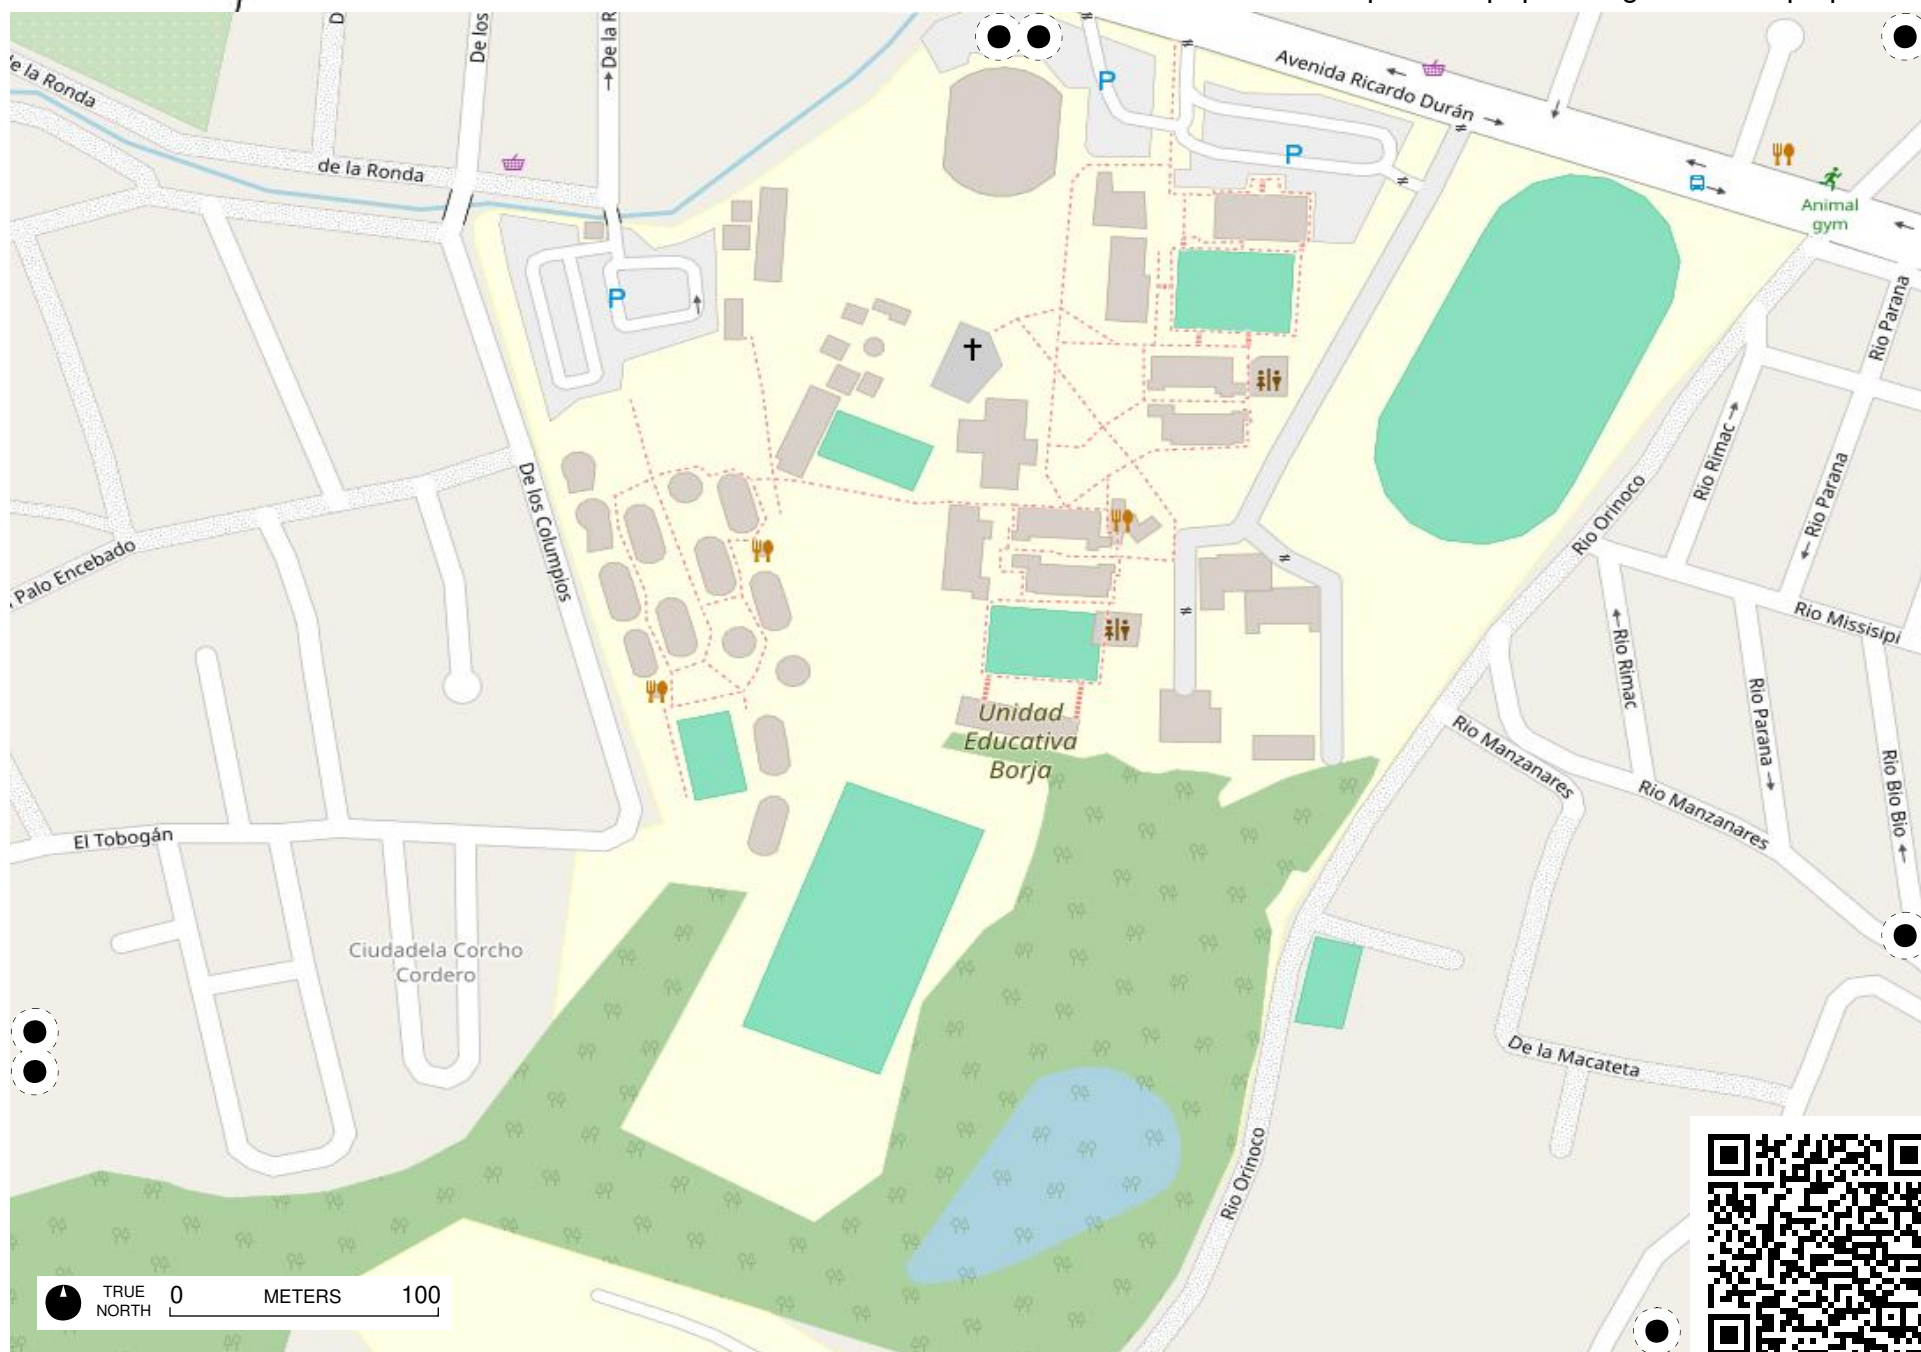 De los
De la R
e la Ronda
de la Ronda
Avenida Ricardo Durán
P
P
P
Animal
gym
Rio Parana
Rio Rimac
Rio Parana
Rio Orinoco
De los Columpios
Palo Encebado
Rio Missisipi
Rio Rimac
Rio Parana
Rio Bio Bio
Unidad
Educativa
Borja
Rio Manzanares
Rio Manzanares
El Tobogán
Ciudadela Corcho
Cordero
De la Macateta
Rio Orinoco
TRUE
NORTH
0 METERS 100